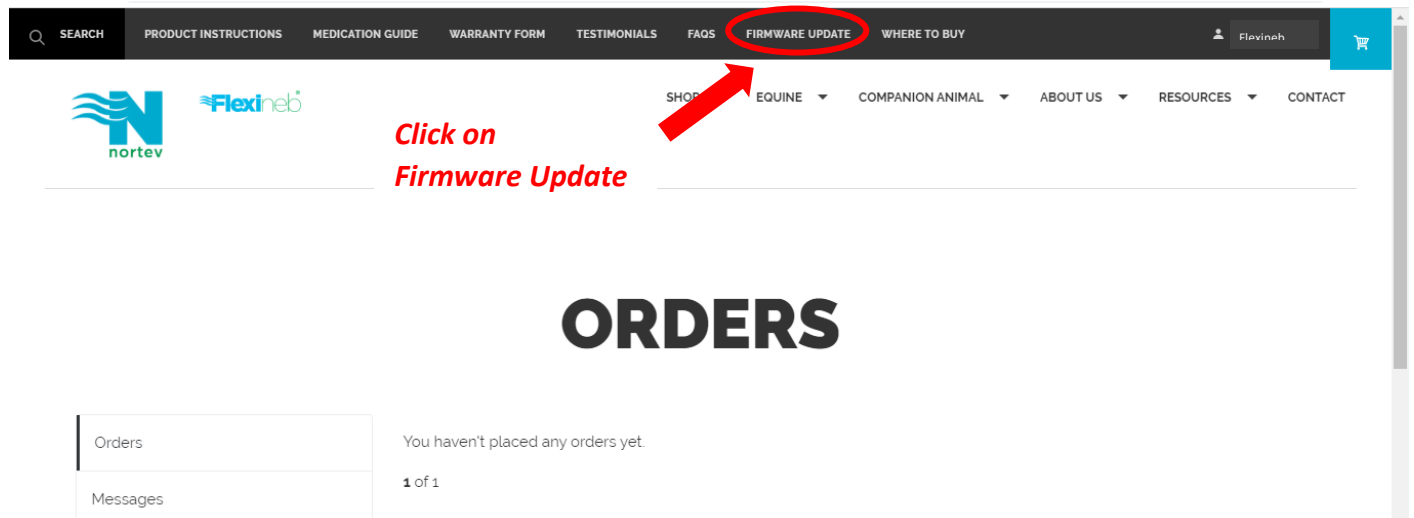 SEARCH PRODUCT INSTRUCTIONS MEDICATION GUIDE WARRANTY FORM TESTIMONIALS FAQS FIRMWARE UPDATE WHERE TO BUY Flexineb
nortev
Flexineb
SHOP EQUINE COMPANION ANIMAL ABOUT US RESOURCES CONTACT
Click on
Firmware Update
ORDERS
Orders
Messages
You haven't placed any orders yet.
1 of 1